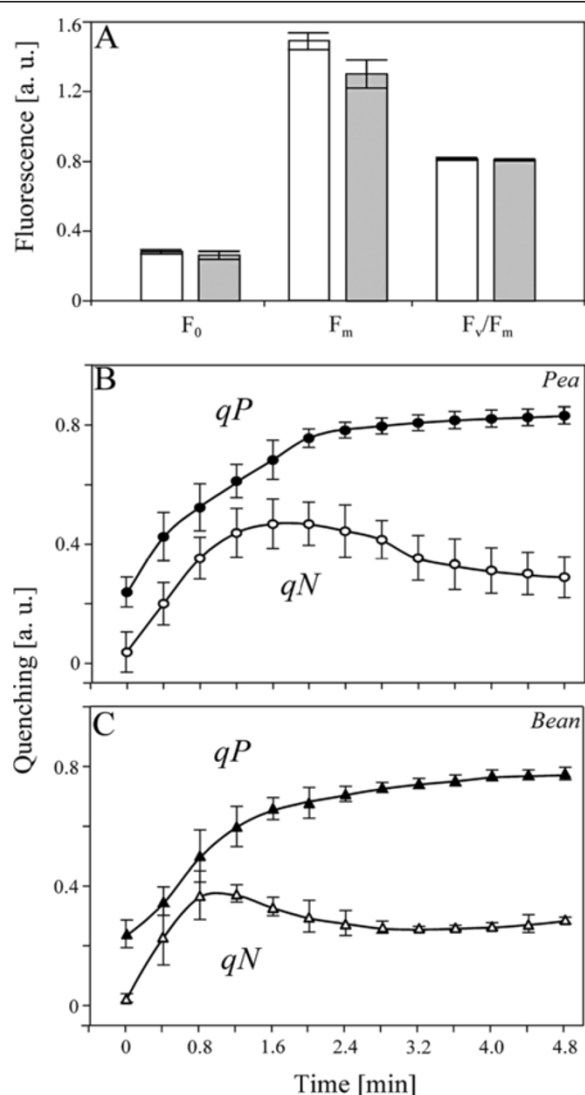 A
Fluorescence [a. u.]
1.6
1.2
0.8
0.4
0
F₀
Fₘ
Fᵥ/Fₘ
B
Pea
qP
0.8
0.4
qN
0
Quenching [a. u.]
C
Bean
qP
0.8
0.4
qN
0
0 0.8 1.6 2.4 3.2 4.0 4.8
Time [min]